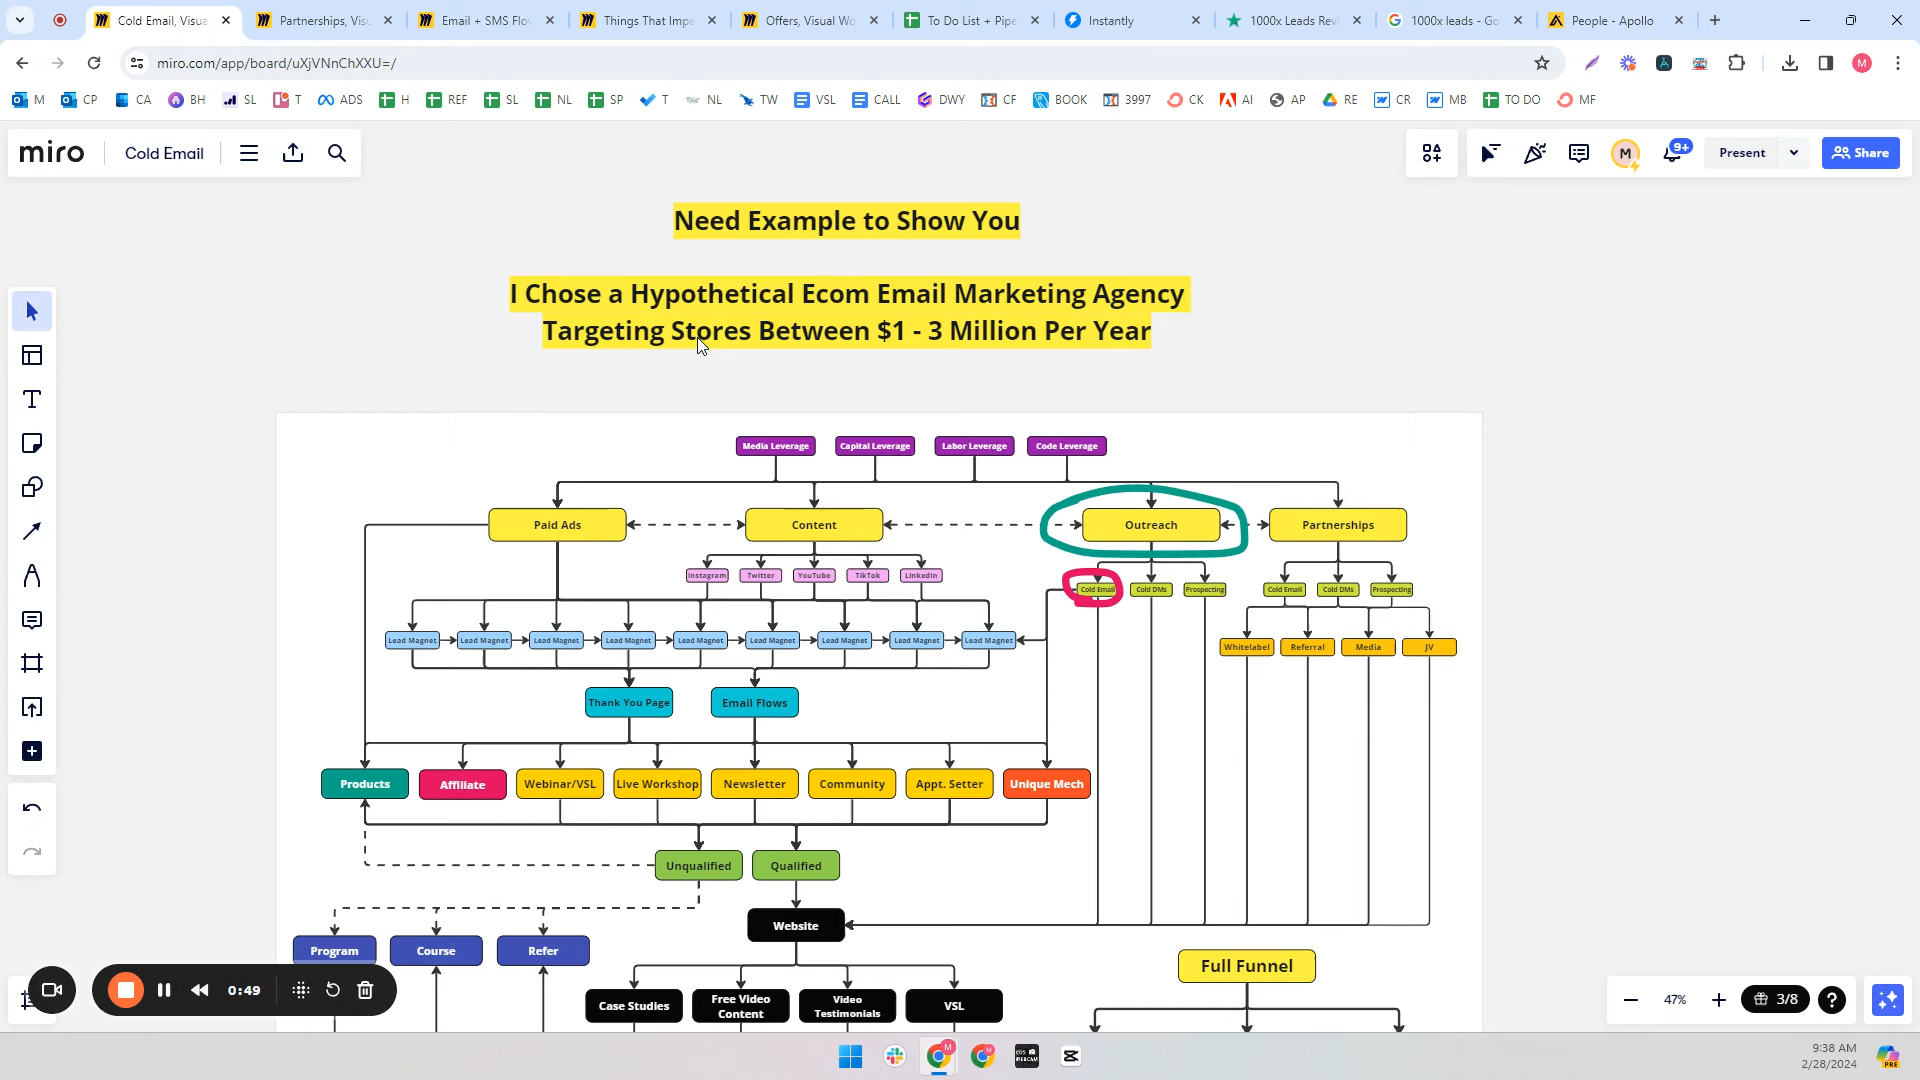 Cold Email, Visua
Partnerships, Visu
Email + SMS Flow
Things That Impa
Offers, Visual Wo
To Do List + Pipe
Instantly
1000x Leads Revi
1000x leads - Go
People - Apollo
miro.com/app/board/uXjVNnChXXU=/
M
M CP CA BH SL T ADS H REF SL NL SP T NL TW VSL CALL DWY CF BOOK 3997 CK AI AP RE CR MB TO DO MF
miro
Cold Email
M
9+
Present
Share
Need Example to Show You
I Chose a Hypothetical Ecom Email Marketing Agency
Targeting Stores Between $1 - 3 Million Per Year
Media Leverage
Capital Leverage
Labor Leverage
Code Leverage
Paid Ads
Content
Outreach
Partnerships
Instagram
Twitter
YouTube
TikTok
LinkedIn
Cold Email
Cold DMs
Prospecting
Cold Email
Cold DMs
Prospecting
Lead Magnet
Lead Magnet
Lead Magnet
Lead Magnet
Lead Magnet
Lead Magnet
Lead Magnet
Lead Magnet
Lead Magnet
Whitelabel
Referral
Media
JV
Thank You Page
Email Flows
Products
Affiliate
Webinar/VSL
Live Workshop
Newsletter
Community
Appt. Setter
Unique Mech
Unqualified
Qualified
Website
Program
Course
Refer
Full Funnel
Case Studies
Free Video
Content
Video
Testimonials
VSL
0:49
47%
3/8
M
9:38 AM
2/28/2024
PRE